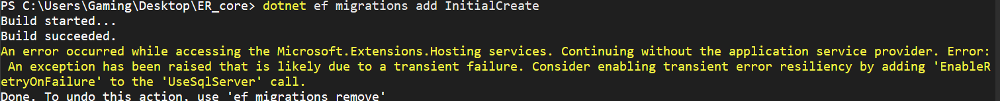 PS C:\Users\Gaming\Desktop\ER_core> dotnet ef migrations add InitialCreate
Build started...
Build succeeded.
An error occurred while accessing the Microsoft.Extensions.Hosting services. Continuing without the application service provider. Error:
 An exception has been raised that is likely due to a transient failure. Consider enabling transient error resiliency by adding 'EnableR
etryOnFailure' to the 'UseSqlServer' call.
Done. To undo this action, use 'ef migrations remove'